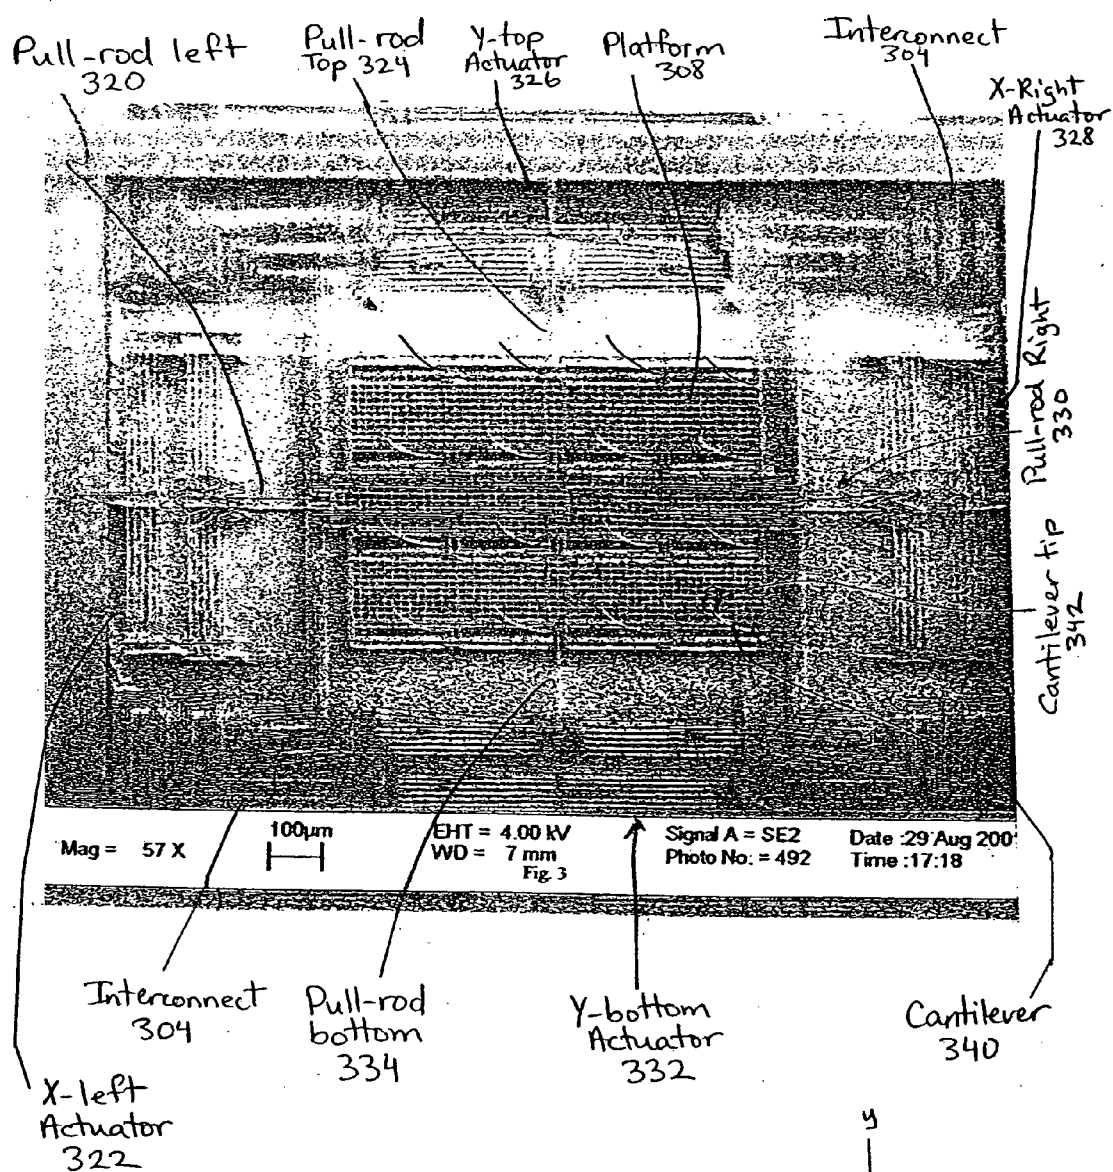 Pull-rod left
320
Pull-rod
Top 324
Y-top
Actuator
326
Platform
308
Interconnect
304
X-Right
Actuator
328
Pull-rod Right
330
Cantilever tip
342
Mag = 57 X
100µm
EHT = 4.00 kV
WD = 7 mm
Fig. 3
Signal A = SE2
Photo No. = 492
Date :29 Aug 200
Time :17:18
Interconnect
304
Pull-rod
bottom
334
Y-bottom
Actuator
332
Cantilever
340
X-left
Actuator
322
y